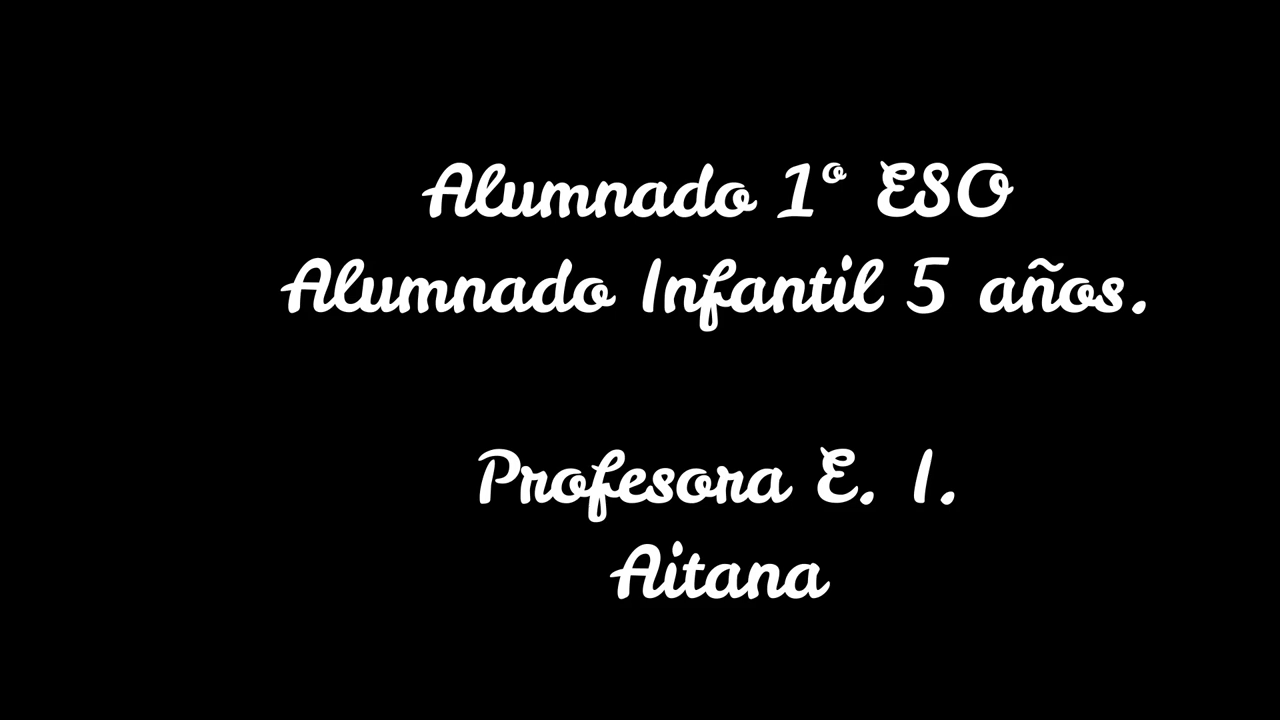 Alumnado 1º ESO
Alumnado Infantil 5 años.
Profesora E. I.
Aitana